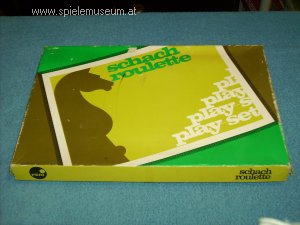 www.spielemuseum.at
schach
roulette
pl
play
play s
play set
schach
roulette